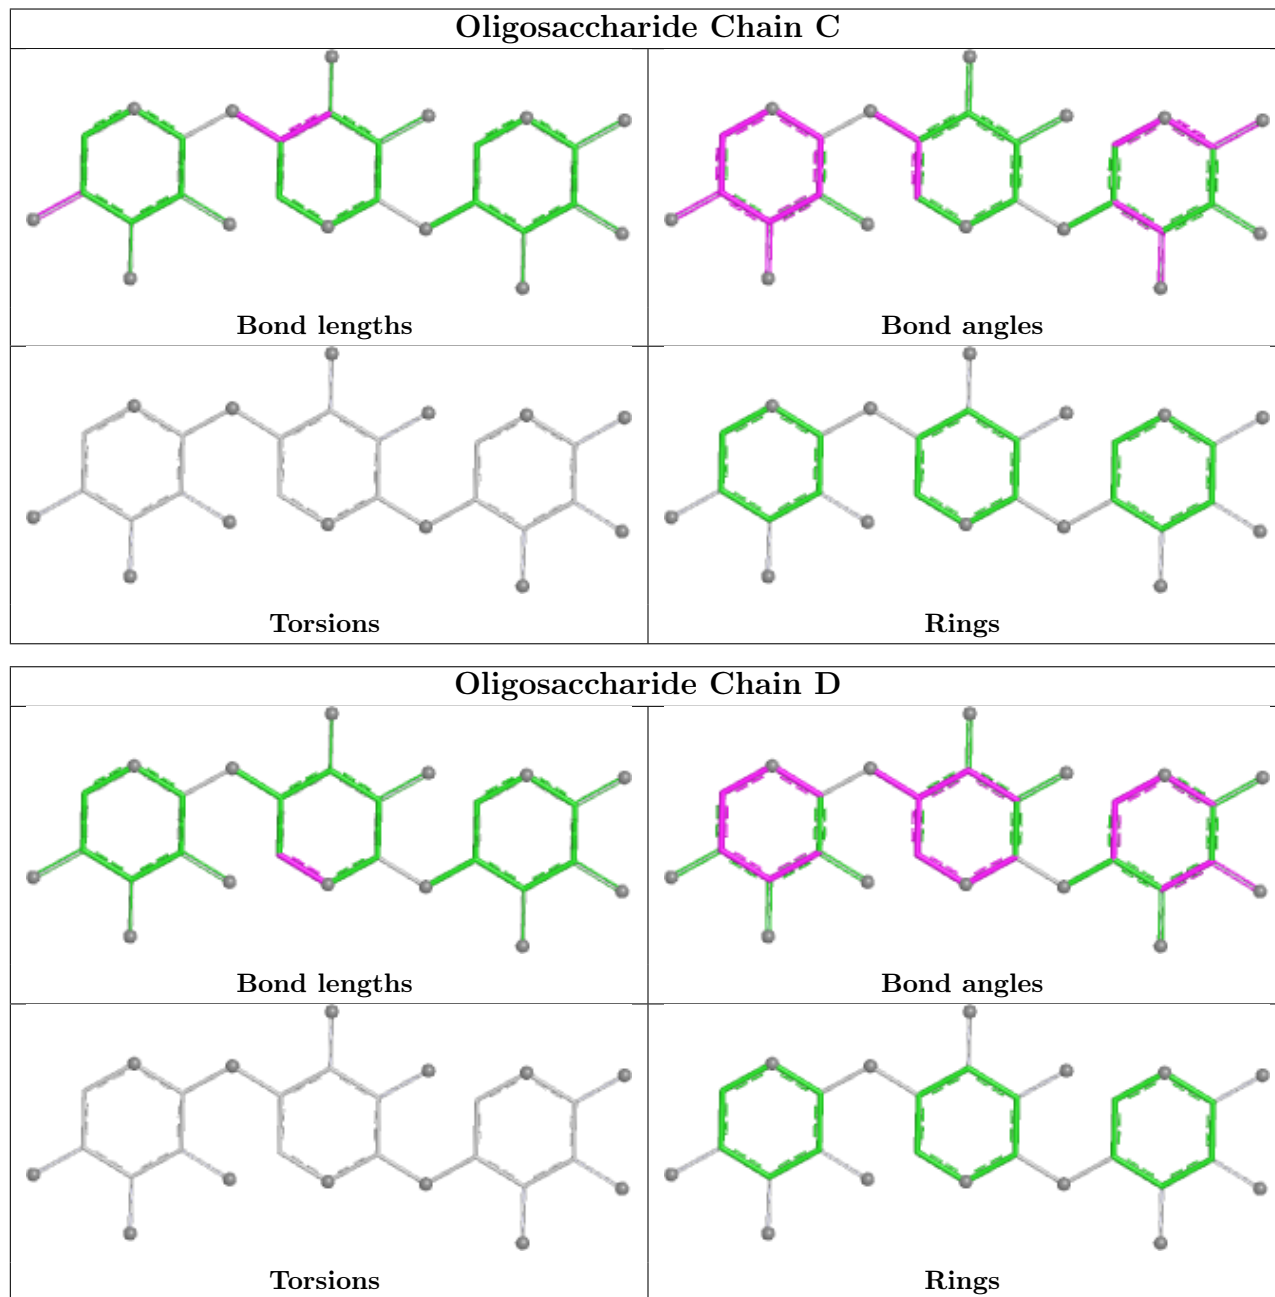 Oligosaccharide Chain C
Bond lengths
Bond angles
Torsions
Rings
Oligosaccharide Chain D
Bond lengths
Bond angles
Torsions
Rings